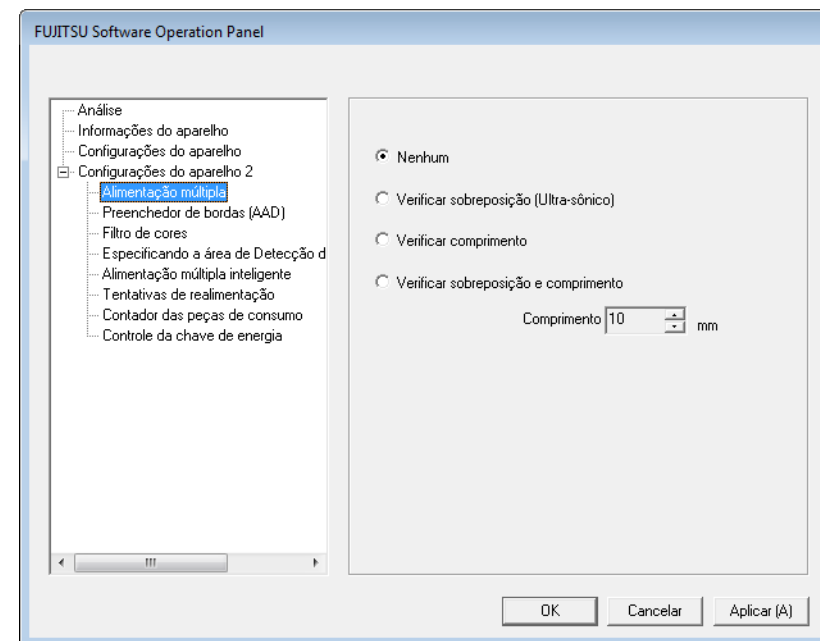 FUJITSU Software Operation Panel
Análise
Informações do aparelho
Configurações do aparelho
Configurações do aparelho 2
Alimentação múltipla
Preenchedor de bordas (AAD)
Filtro de cores
Especificando a área de Detecção d
Alimentação múltipla inteligente
Tentativas de realimentação
Contador das peças de consumo
Controle da chave de energia
Nenhum
Verificar sobreposição (Ultra-sônico)
Verificar comprimento
Verificar sobreposição e comprimento
Comprimento 10 mm
OK Cancelar Aplicar (A)